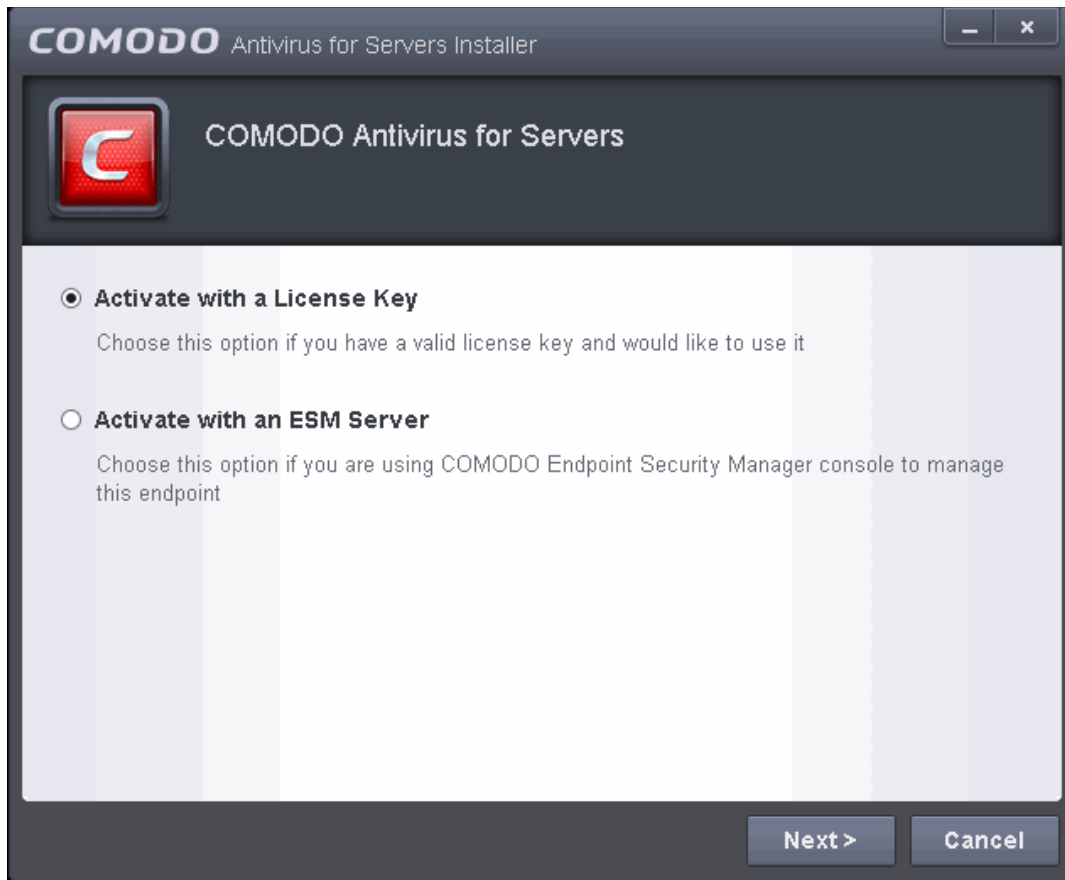 COMODO Antivirus for Servers Installer
COMODO Antivirus for Servers
Activate with a License Key
Choose this option if you have a valid license key and would like to use it
Activate with an ESM Server
Choose this option if you are using COMODO Endpoint Security Manager console to manage
this endpoint
Next >
Cancel